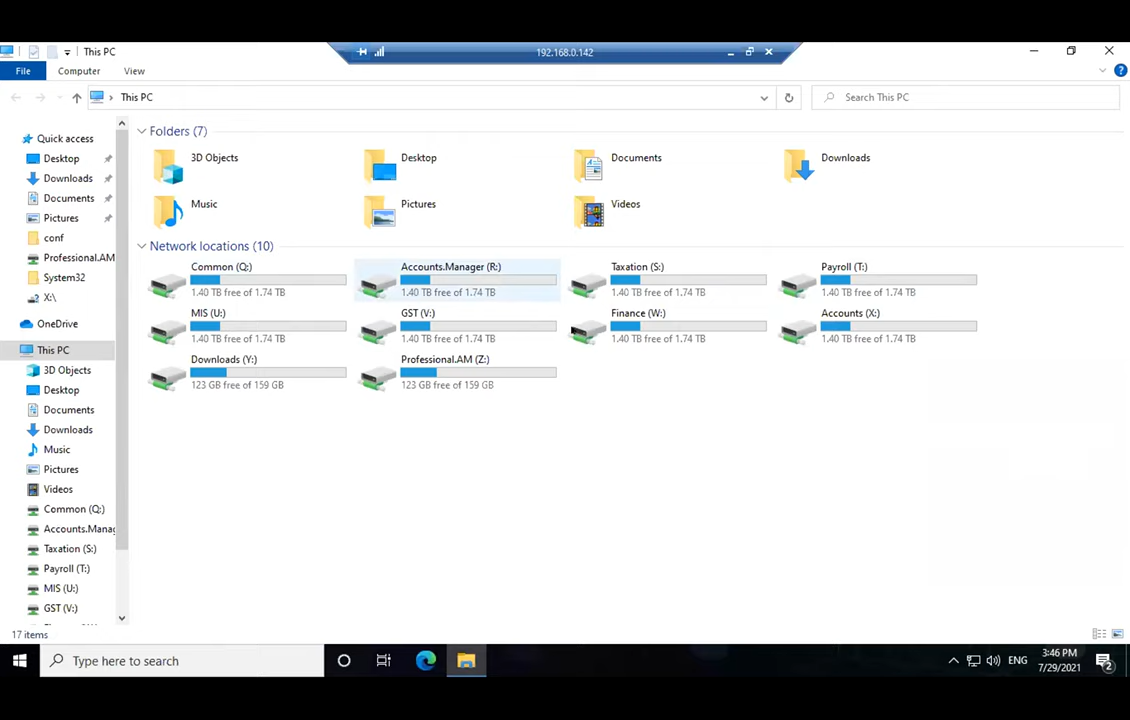 This PC
192.168.0.142
File
Computer
View
This PC
Search This PC
Quick access
Desktop
Downloads
Documents
Pictures
conf
Professional.AM
System32
X:\
OneDrive
This PC
3D Objects
Desktop
Documents
Downloads
Music
Pictures
Videos
Common (Q:)
Accounts.Manag
Taxation (S:)
Payroll (T:)
MIS (U:)
GST (V:)
Folders (7)
3D Objects
Desktop
Documents
Downloads
Music
Pictures
Videos
Network locations (10)
Common (Q:)
1.40 TB free of 1.74 TB
Accounts.Manager (R:)
1.40 TB free of 1.74 TB
Taxation (S:)
1.40 TB free of 1.74 TB
Payroll (T:)
1.40 TB free of 1.74 TB
MIS (U:)
1.40 TB free of 1.74 TB
GST (V:)
1.40 TB free of 1.74 TB
Finance (W:)
1.40 TB free of 1.74 TB
Accounts (X:)
1.40 TB free of 1.74 TB
Downloads (Y:)
123 GB free of 159 GB
Professional.AM (Z:)
123 GB free of 159 GB
17 items
Type here to search
ENG
3:46 PM
7/29/2021
2